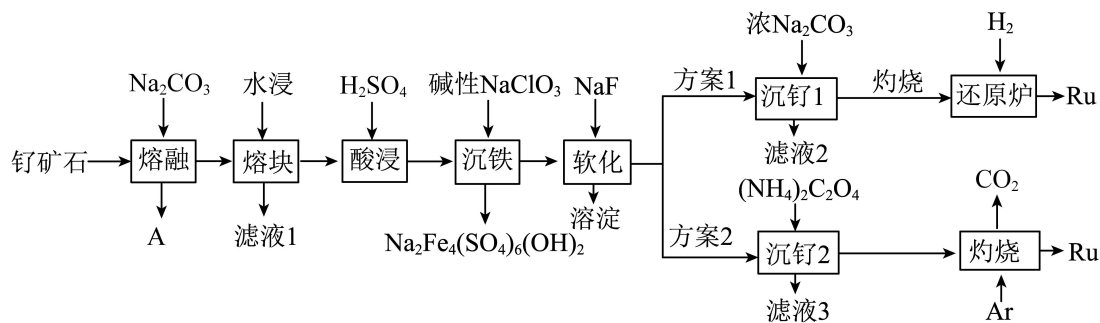 浓Na₂CO₃
H₂
Na₂CO₃
水浸
H₂SO₄
碱性NaClO₃
NaF
方案1
沉钌1
灼烧
还原炉
Ru
滤液2
钌矿石
熔融
熔块
酸浸
沉铁
软化
(NH₄)₂C₂O₄
CO₂
A
滤液1
Na₂Fe₄(SO₄)₆(OH)₂
溶淀
方案2
沉钌2
灼烧
Ru
滤液3
Ar